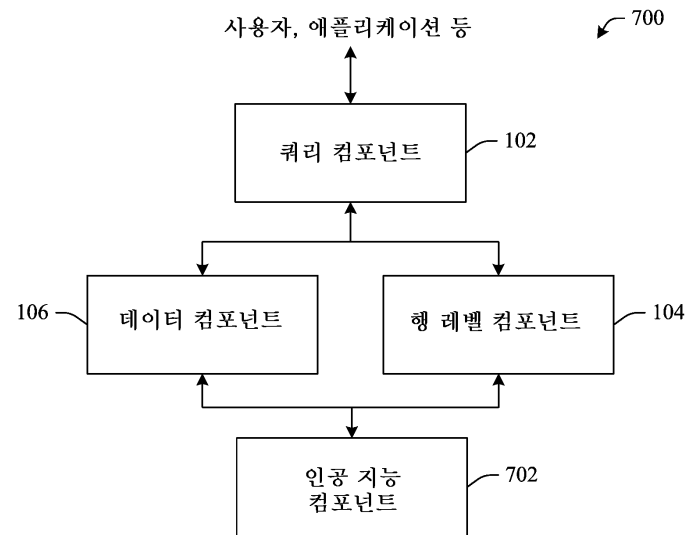 사용자, 애플리케이션 등
700
쿼리 컴포넌트
102
106
데이터 컴포넌트
행 레벨 컴포넌트
104
인공 지능
컴포넌트
702